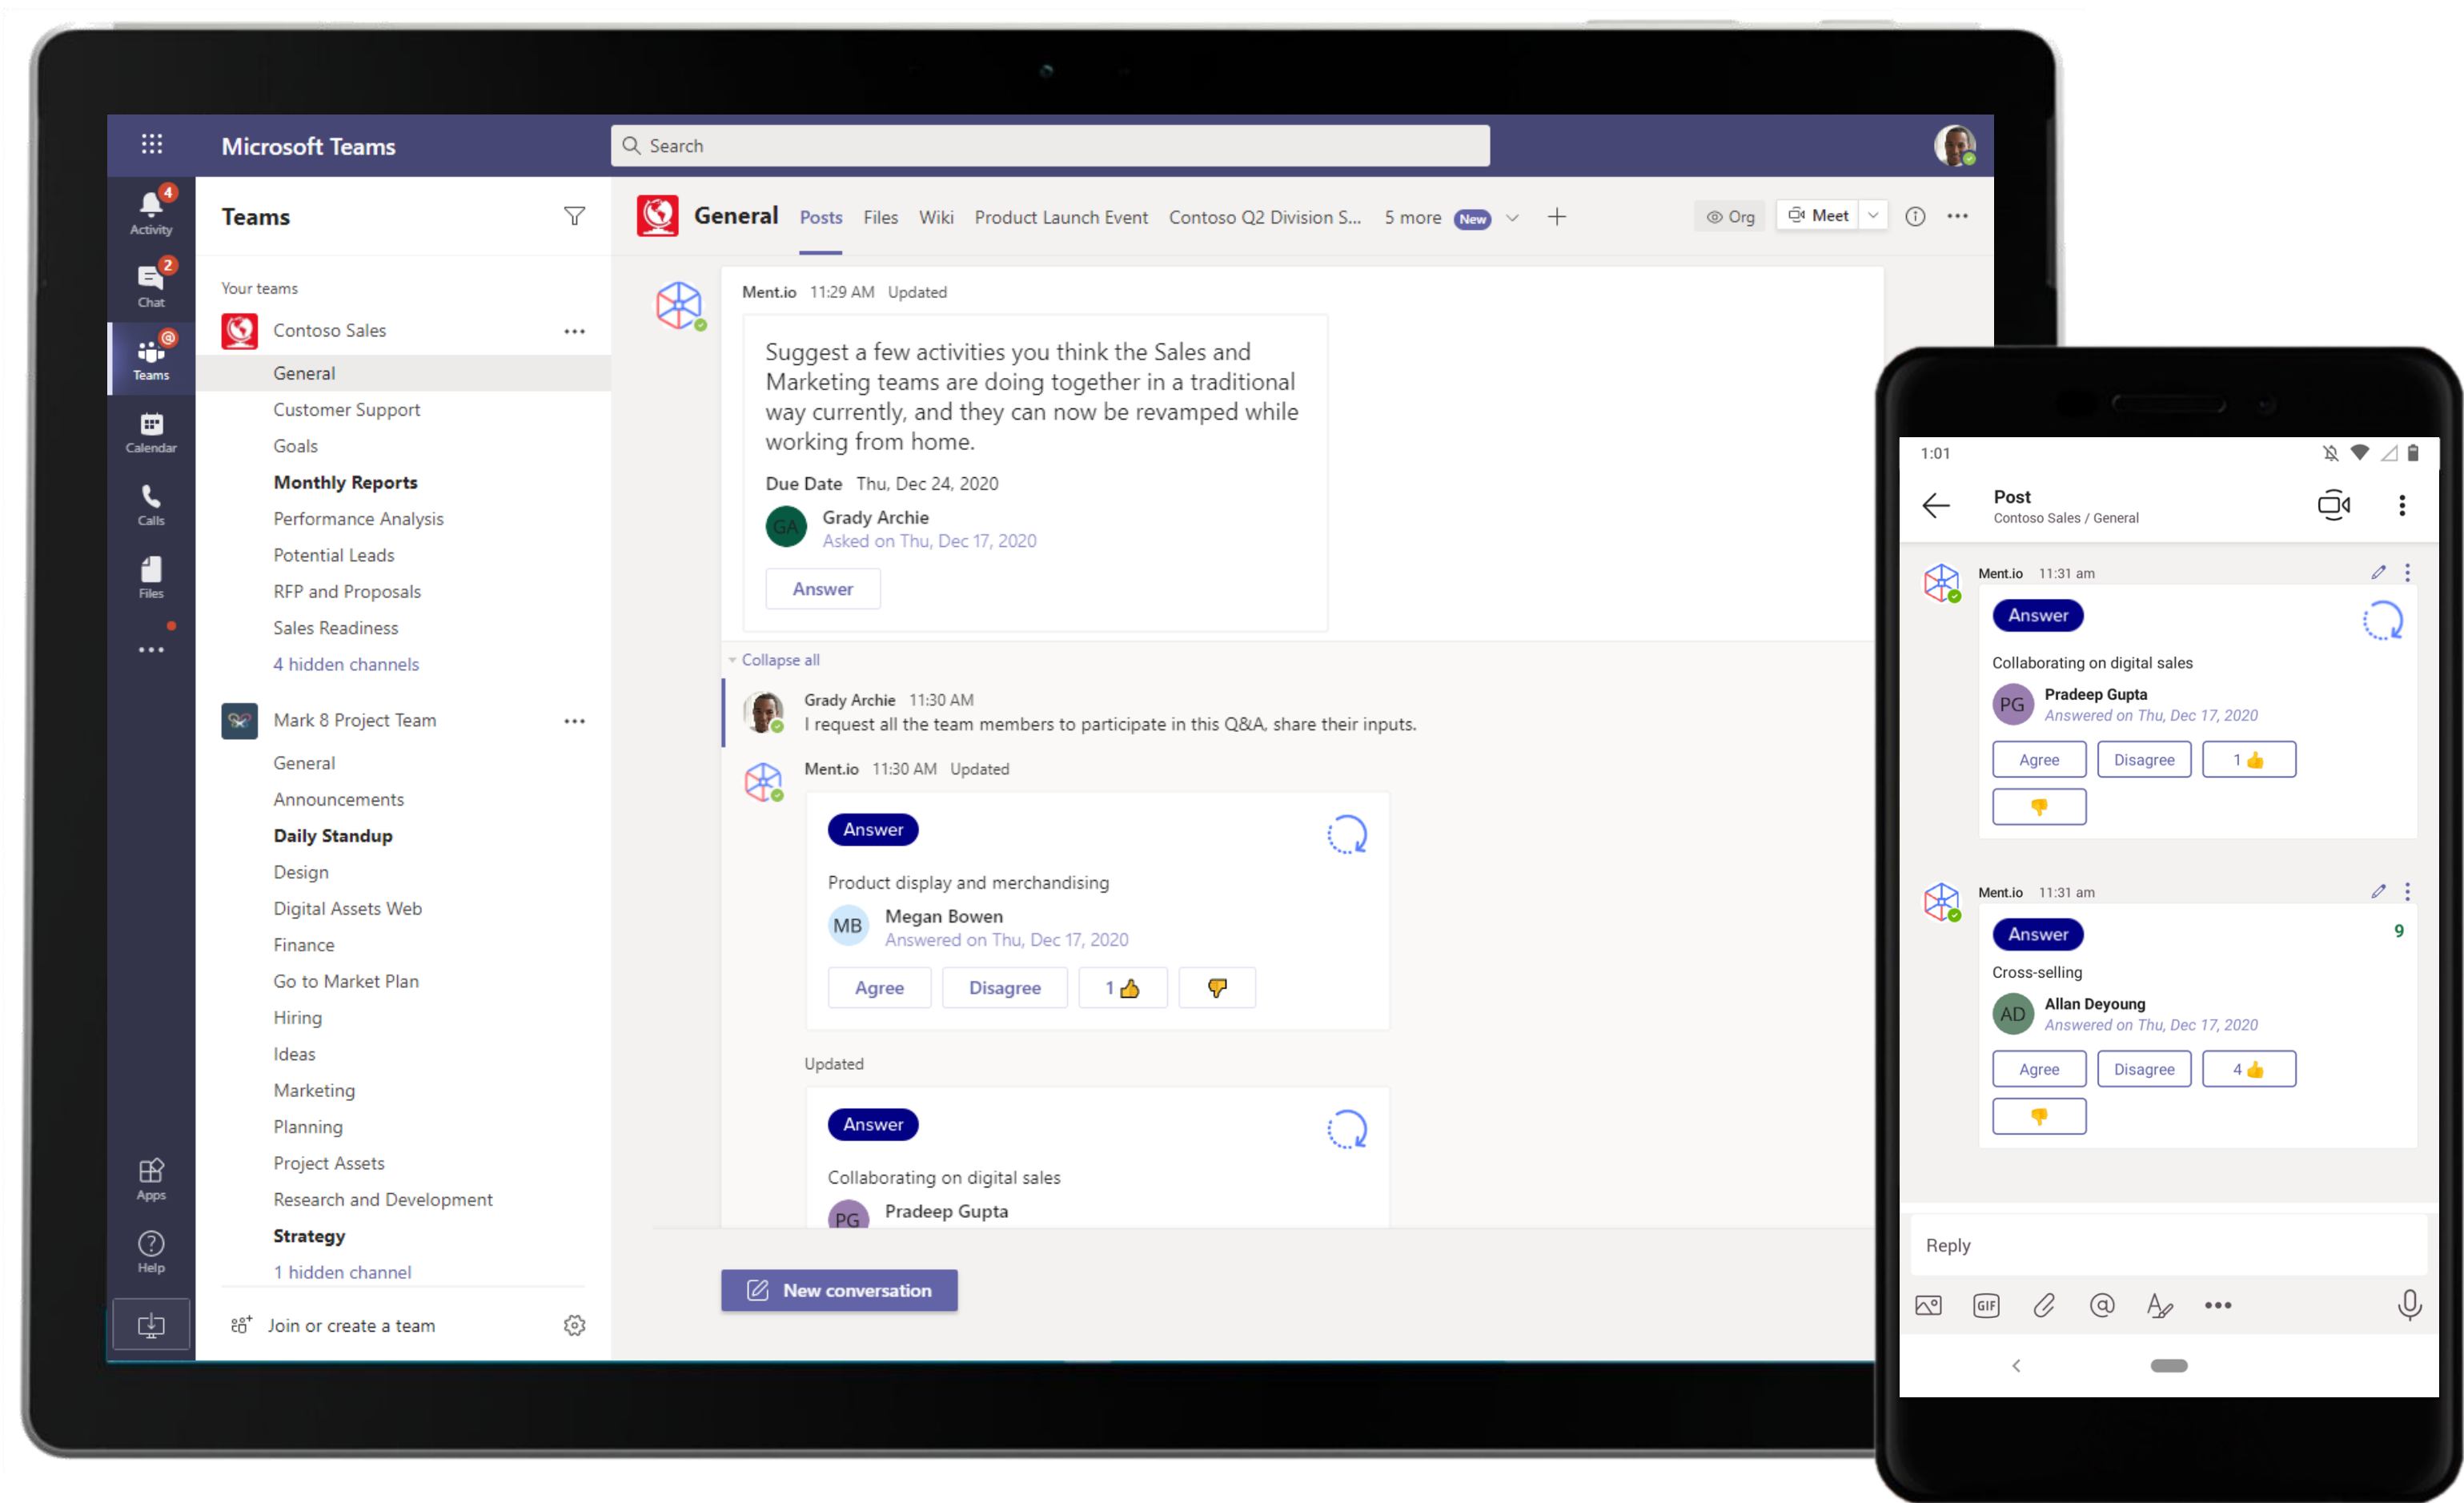 Microsoft Teams
Search
4
Activity
2
Chat
@
Teams
Calendar
Calls
Files
Apps
Help
Teams
Your teams
Contoso Sales
General
Customer Support
Goals
Monthly Reports
Performance Analysis
Potential Leads
RFP and Proposals
Sales Readiness
4 hidden channels
Mark 8 Project Team
General
Announcements
Daily Standup
Design
Digital Assets Web
Finance
Go to Market Plan
Hiring
Ideas
Marketing
Planning
Project Assets
Research and Development
Strategy
1 hidden channel
Join or create a team
General Posts Files Wiki Product Launch Event Contoso Q2 Division S... 5 more New
Org Meet
Ment.io 11:29 AM Updated
Suggest a few activities you think the Sales and
Marketing teams are doing together in a traditional
way currently, and they can now be revamped while
working from home.
Due Date Thu, Dec 24, 2020
GA Grady Archie
Asked on Thu, Dec 17, 2020
Answer
Collapse all
Grady Archie 11:30 AM
I request all the team members to participate in this Q&A, share their inputs.
Ment.io 11:30 AM Updated
Answer
Product display and merchandising
MB Megan Bowen
Answered on Thu, Dec 17, 2020
Agree Disagree 1 👍 👎
Updated
Answer
Collaborating on digital sales
PG Pradeep Gupta
New conversation
1:01
Post
Contoso Sales / General
Ment.io 11:31 am
Answer
Collaborating on digital sales
PG Pradeep Gupta
Answered on Thu, Dec 17, 2020
Agree Disagree 1 👍
👎
Ment.io 11:31 am
Answer 9
Cross-selling
AD Allan Deyoung
Answered on Thu, Dec 17, 2020
Agree Disagree 4 👍
👎
Reply
GIF @ A